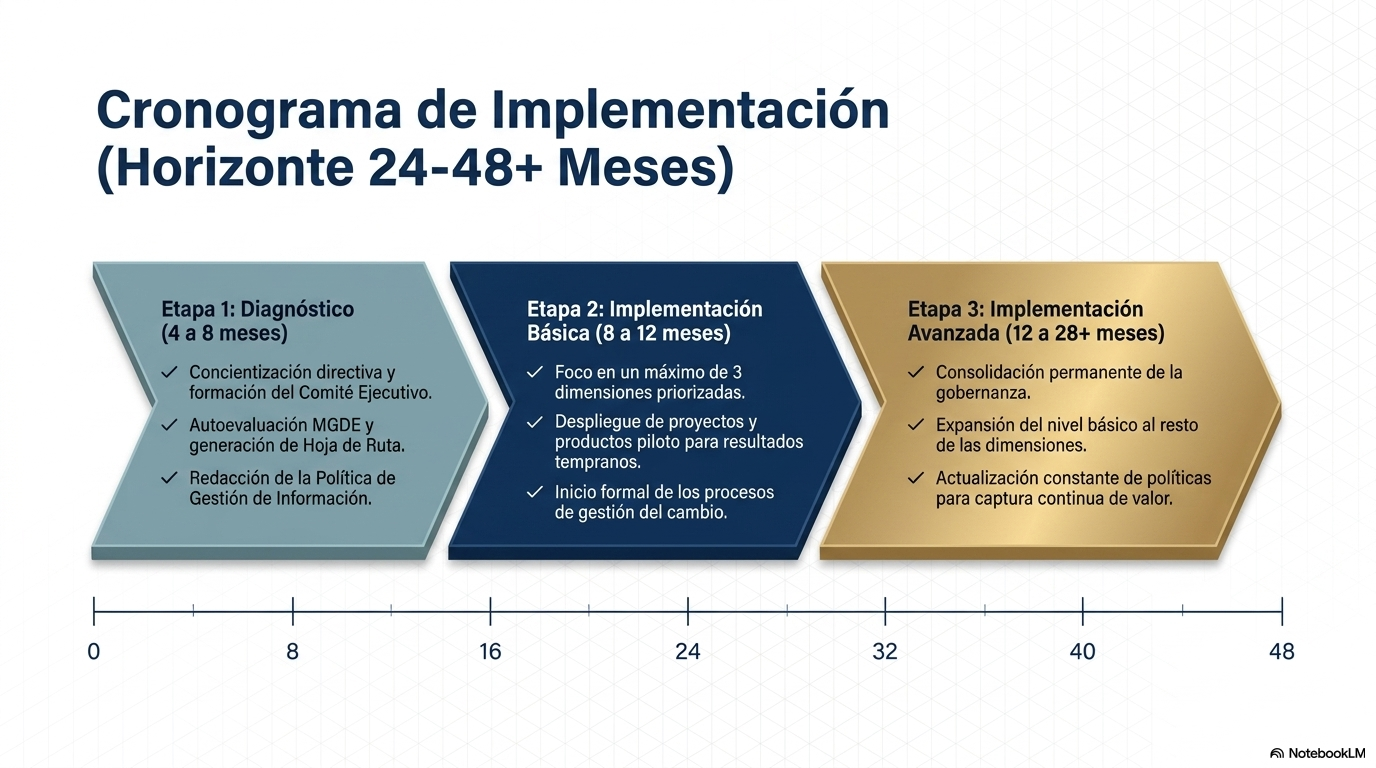 Cronograma de Implementación
(Horizonte 24-48+ Meses)
Etapa 1: Diagnóstico
(4 a 8 meses)
Concientización directiva y
formación del Comité Ejecutivo.
Autoevaluación MGDE y
generación de Hoja de Ruta.
Redacción de la Política de
Gestión de Información.
Etapa 2: Implementación
Básica (8 a 12 meses)
Foco en un máximo de 3
dimensiones priorizadas.
Despliegue de proyectos y
productos piloto para resultados
tempranos.
Inicio formal de los procesos
de gestión del cambio.
Etapa 3: Implementación
Avanzada (12 a 28+ meses)
Consolidación permanente de la
gobernanza.
Expansión del nivel básico al resto
de las dimensiones.
Actualización constante de políticas
para captura continua de valor.
0 8 16 24 32 40 48
NotebookLM